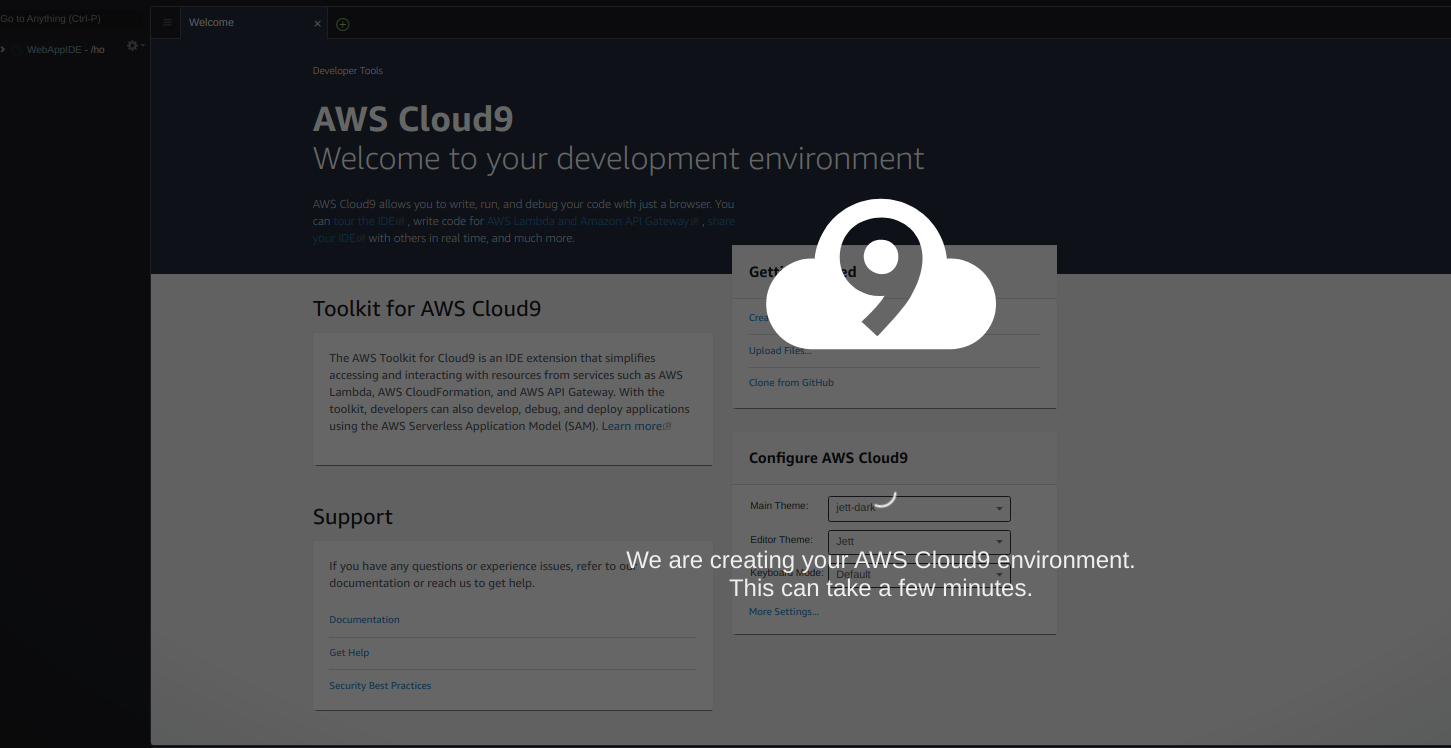 Go to Anything (Ctrl-P)
WebAppIDE - /ho
Welcome
Developer Tools
AWS Cloud9
Welcome to your development environment
AWS Cloud9 allows you to write, run, and debug your code with just a browser. You
can tour the IDE , write code for AWS Lambda and Amazon API Gateway , share
your IDE with others in real time, and much more.
Toolkit for AWS Cloud9
The AWS Toolkit for Cloud9 is an IDE extension that simplifies
accessing and interacting with resources from services such as AWS
Lambda, AWS CloudFormation, and AWS API Gateway. With the
toolkit, developers can also develop, debug, and deploy applications
using the AWS Serverless Application Model (SAM). Learn more
Support
If you have any questions or experience issues, refer to our
documentation or reach us to get help.
Documentation
Get Help
Security Best Practices
9
Upload Files...
Clone from GitHub
Configure AWS Cloud9
Main Theme: jett-dark
Editor Theme: Jett
Keyboard Mode: Default
More Settings...
We are creating your AWS Cloud9 environment.
This can take a few minutes.